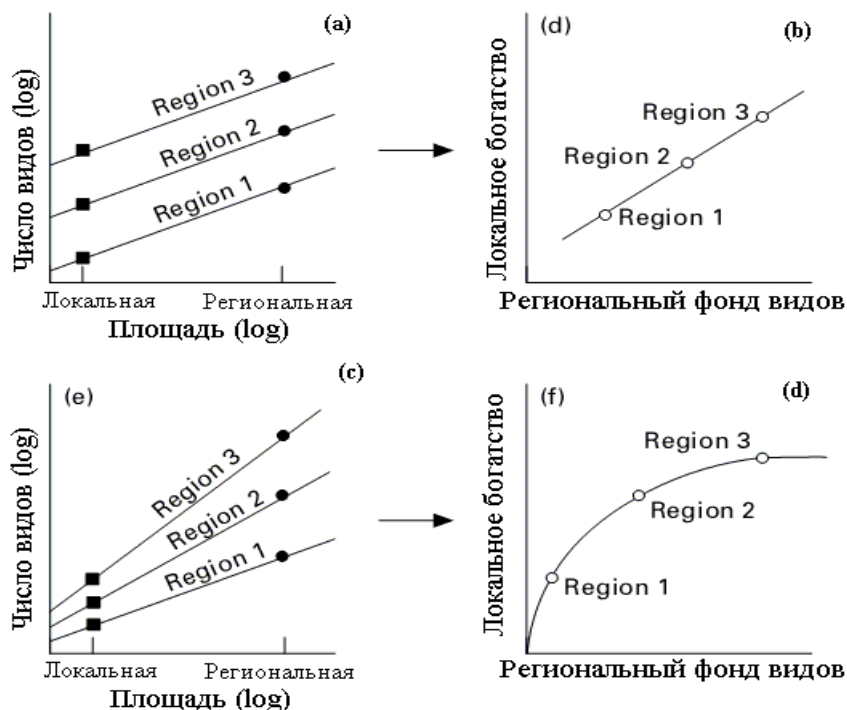 (a)
Число видов (log)
Region 3
Region 2
Region 1
Локальная
Региональная
Площадь (log)
(d)
(b)
Локальное богатство
Region 3
Region 2
Region 1
Региональный фонд видов
(e)
(c)
Число видов (log)
Region 3
Region 2
Region 1
Локальная
Региональная
Площадь (log)
(f)
(d)
Локальное богатство
Region 3
Region 2
Region 1
Региональный фонд видов